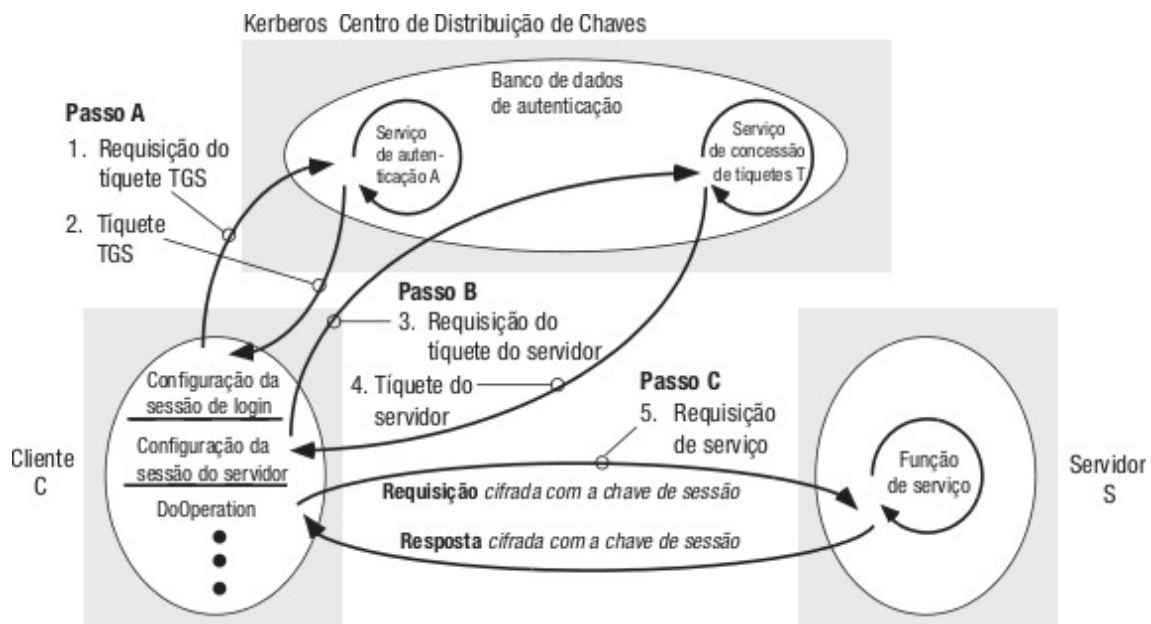 Kerberos Centro de Distribuição de Chaves
Banco de dados
de autenticação
Passo A
1. Requisição do
tíquete TGS
2. Tíquete
TGS
Serviço
de auten-
ticação A
Serviço
de concessão
de tíquetes T
Passo B
3. Requisição do
tíquete do servidor
4. Tíquete do
servidor
Passo C
5. Requisição
de serviço
Cliente
C
Configuração da
sessão de login
Configuração da
sessão do servidor
DoOperation
Requisição cifrada com a chave de sessão
Resposta cifrada com a chave de sessão
Função
de serviço
Servidor
S